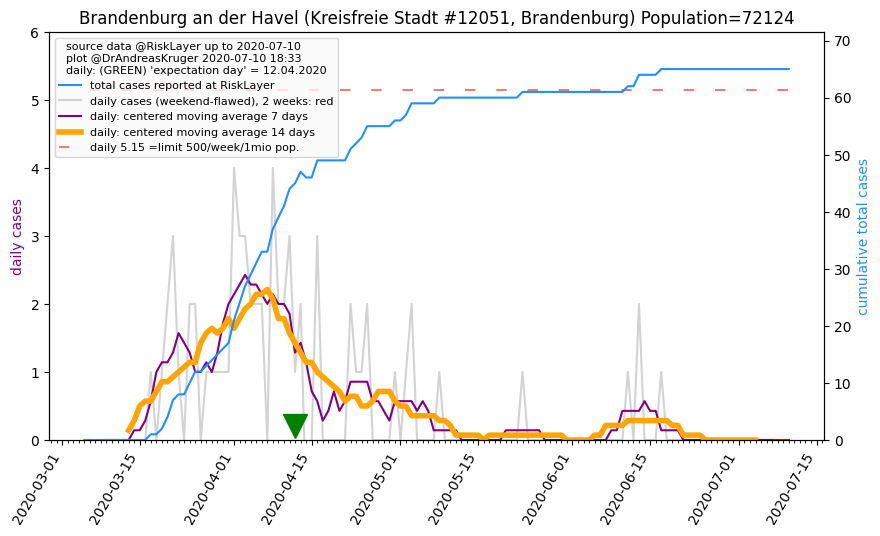 Brandenburg an der Havel (Kreisfreie Stadt #12051, Brandenburg) Population=72124
source data @RiskLayer up to 2020-07-10
plot @DrAndreasKruger 2020-07-10 18:33
daily: (GREEN) 'expectation day' = 12.04.2020
total cases reported at RiskLayer
daily cases (weekend-flawed), 2 weeks: red
daily: centered moving average 7 days
daily: centered moving average 14 days
daily 5.15 =limit 500/week/1mio pop.
daily cases
6
5
4
3
2
1
0
cumulative total cases
70
60
50
40
30
20
10
0
2020-03-01
2020-03-15
2020-04-01
2020-04-15
2020-05-01
2020-05-15
2020-06-01
2020-06-15
2020-07-01
2020-07-15